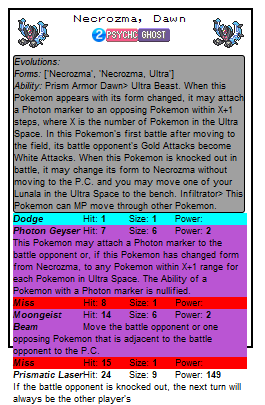 Necrozma, Dawn
2 PSYCHC GHOST
Evolutions:
Forms: ['Necrozma', 'Necrozma, Ultra']
Ability: Prism Armor Dawn> Ultra Beast. When this
Pokemon appears with its form changed, it may attach
a Photon marker to an opposing Pokemon within X+1
steps, where X is the number of Pokemon in the Ultra
Space. In this Pokemon's first battle after moving to
the field, its battle opponent's Gold Attacks become
White Attacks. When this Pokemon is knocked out in
battle, it may change its form to Necrozma without
moving to the P.C. and you may move one of your
Lunala in the Ultra Space to the bench. Infiltrator> This
Pokemon can MP move through other Pokemon.
Dodge Hit: 1 Size: 1 Power:
Photon Geyser Hit: 7 Size: 6 Power: 2
This Pokemon may attach a Photon marker to the
battle opponent or, if this Pokemon has changed form
from Necrozma, to any Pokemon within X+1 range for
each Pokemon in Ultra Space. The Ability of a
Pokemon with a Photon marker is nullified.
Miss Hit: 8 Size: 1 Power:
Moongeist Hit: 14 Size: 6 Power: 2
Beam Move the battle opponent or one
opposing Pokemon that is adjacent to the battle
opponent to the P.C.
Miss Hit: 15 Size: 1 Power:
Prismatic Laser Hit: 24 Size: 9 Power: 149
If the battle opponent is knocked out, the next turn will
always be the other player's